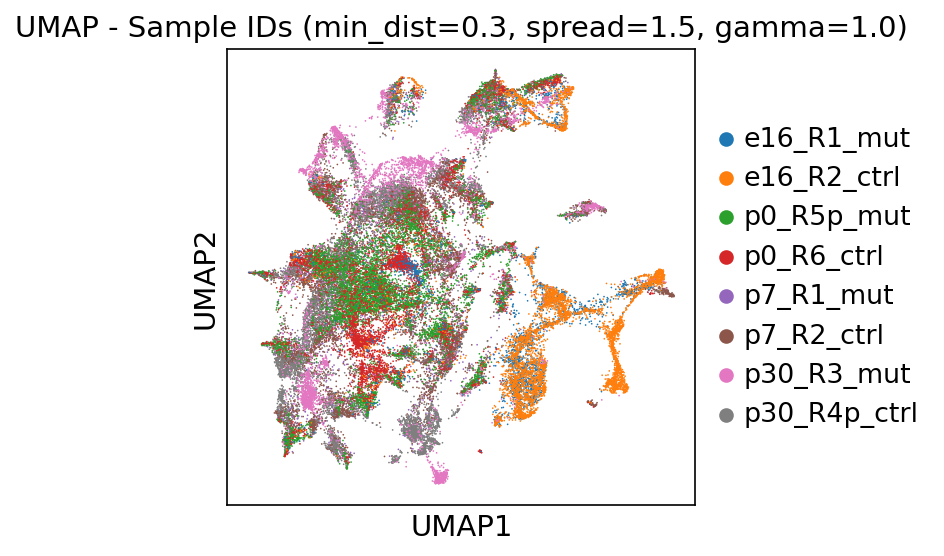 UMAP - Sample IDs (min_dist=0.3, spread=1.5, gamma=1.0)
UMAP2
UMAP1
e16_R1_mut
e16_R2_ctrl
p0_R5p_mut
p0_R6_ctrl
p7_R1_mut
p7_R2_ctrl
p30_R3_mut
p30_R4p_ctrl